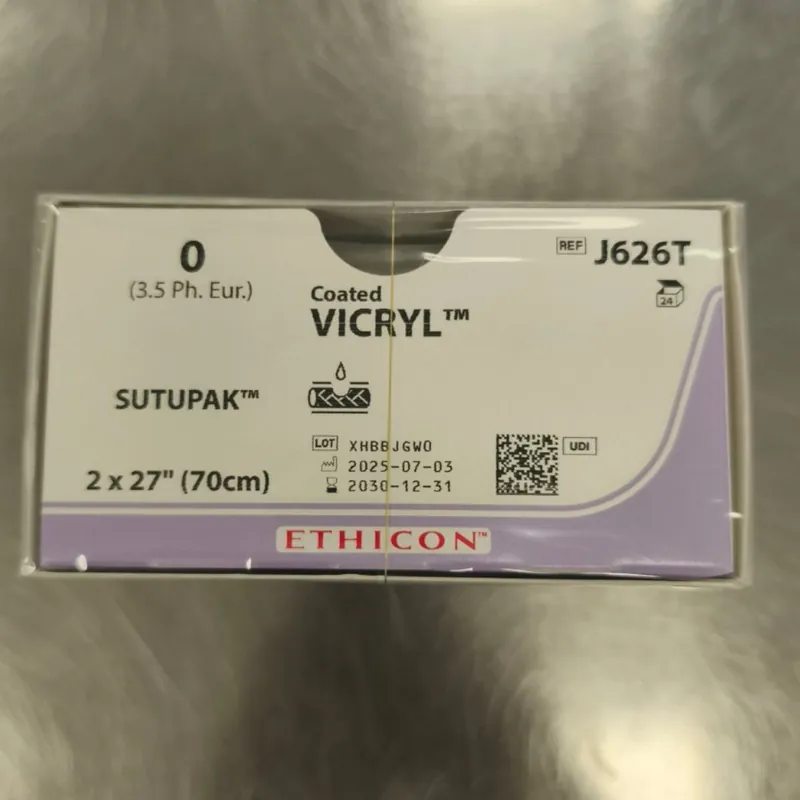 0
(3.5 Ph. Eur.)
REF J626T
24
Coated
VICRYL™
SUTUPAK™
LOT XHBBJGW0
2025-07-03
2030-12-31
UDI
2 x 27" (70cm)
ETHICON™